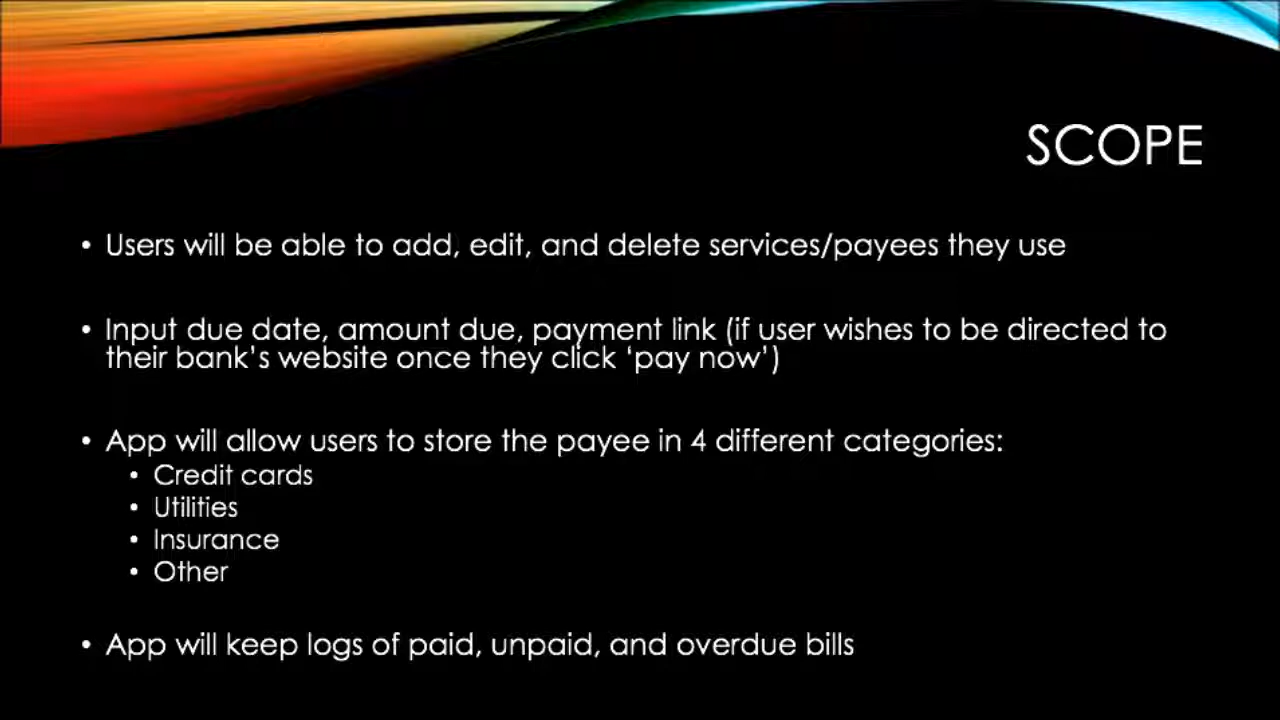 SCOPE
• Users will be able to add, edit, and delete services/payees they use
• Input due date, amount due, payment link (if user wishes to be directed to
their bank's website once they click 'pay now')
• App will allow users to store the payee in 4 different categories:
• Credit cards
• Utilities
• Insurance
• Other
• App will keep logs of paid, unpaid, and overdue bills